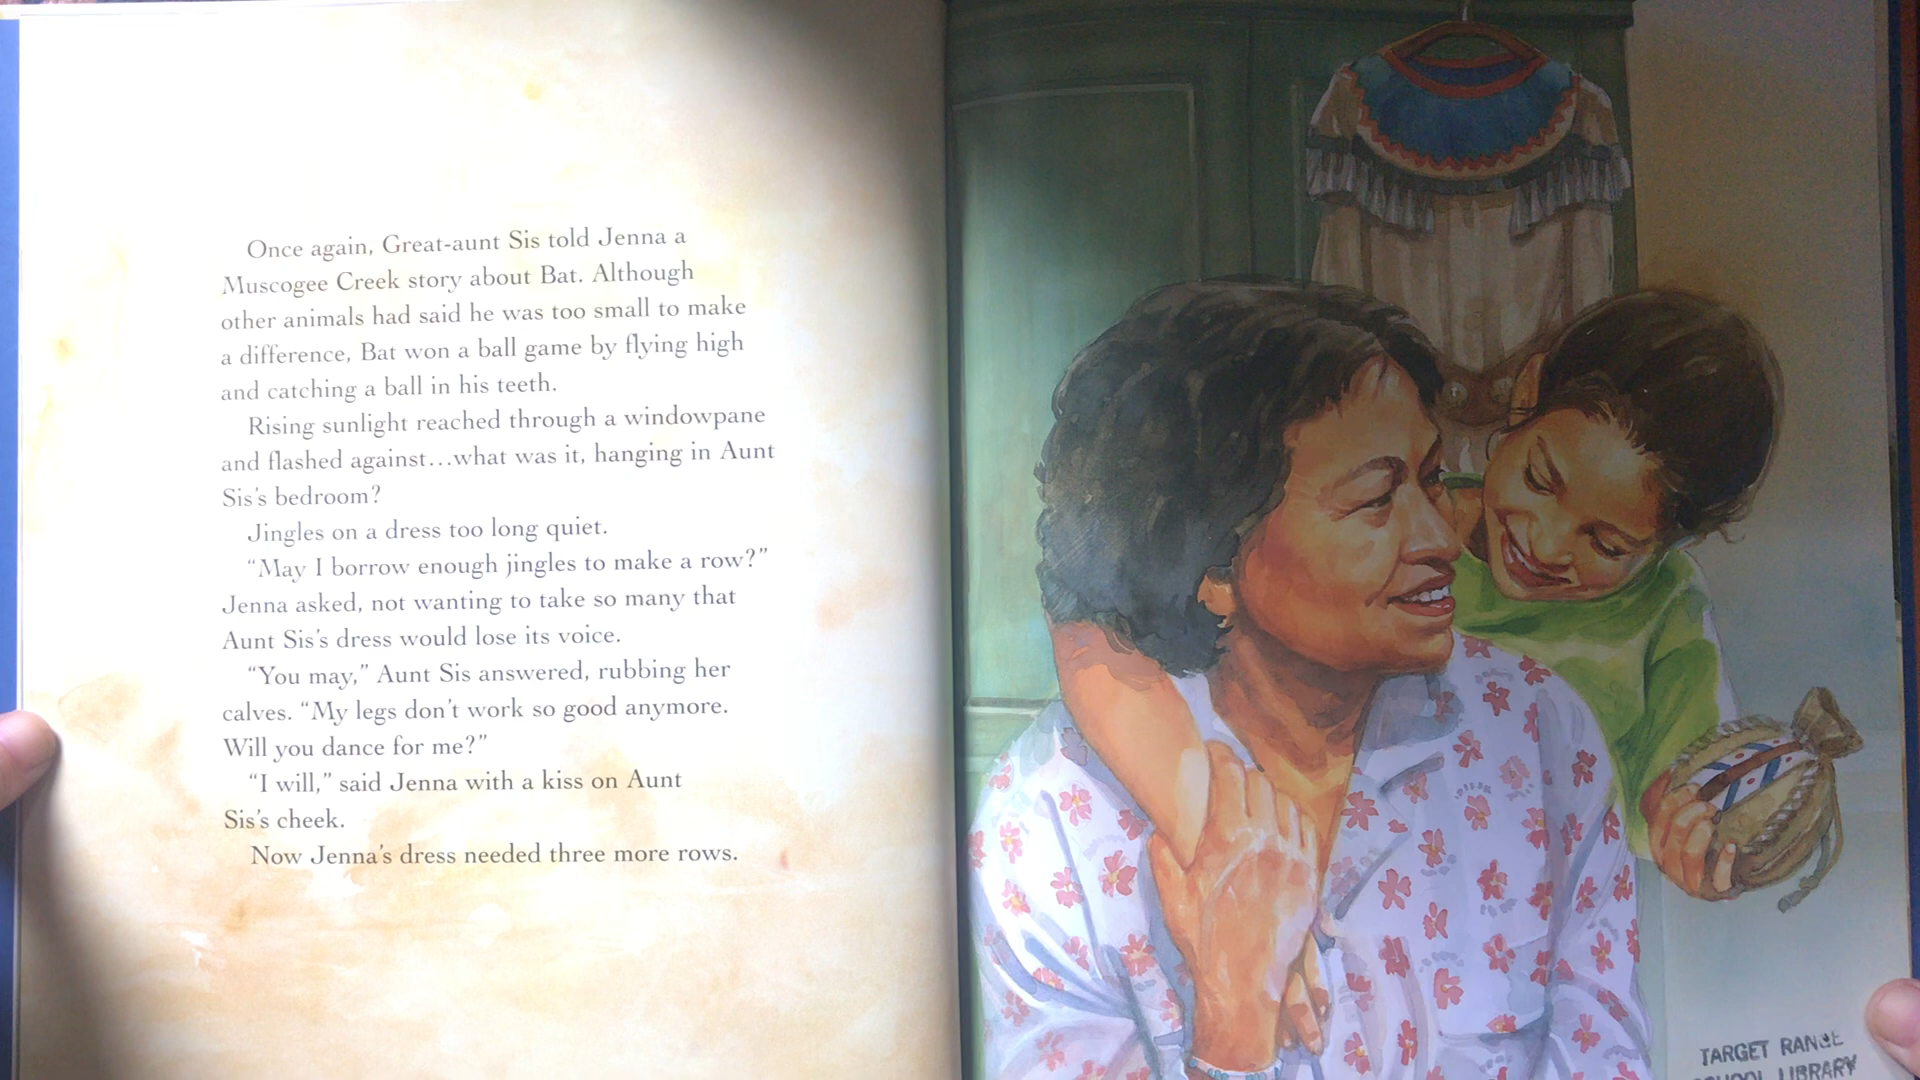 Once again, Great-aunt Sis told Jenna a
Muscogee Creek story about Bat. Although
other animals had said he was too small to make
a difference, Bat won a ball game by flying high
and catching a ball in his teeth.
Rising sunlight reached through a windowpane
and flashed against...what was it, hanging in Aunt
Sis's bedroom?
Jingles on a dress too long quiet.
“May I borrow enough jingles to make a row?”
Jenna asked, not wanting to take so many that
Aunt Sis's dress would lose its voice.
“You may,” Aunt Sis answered, rubbing her
calves. “My legs don't work so good anymore.
Will you dance for me?”
“I will,” said Jenna with a kiss on Aunt
Sis's cheek.
Now Jenna's dress needed three more rows.
TARGET RANGE
SCHOOL LIBRARY